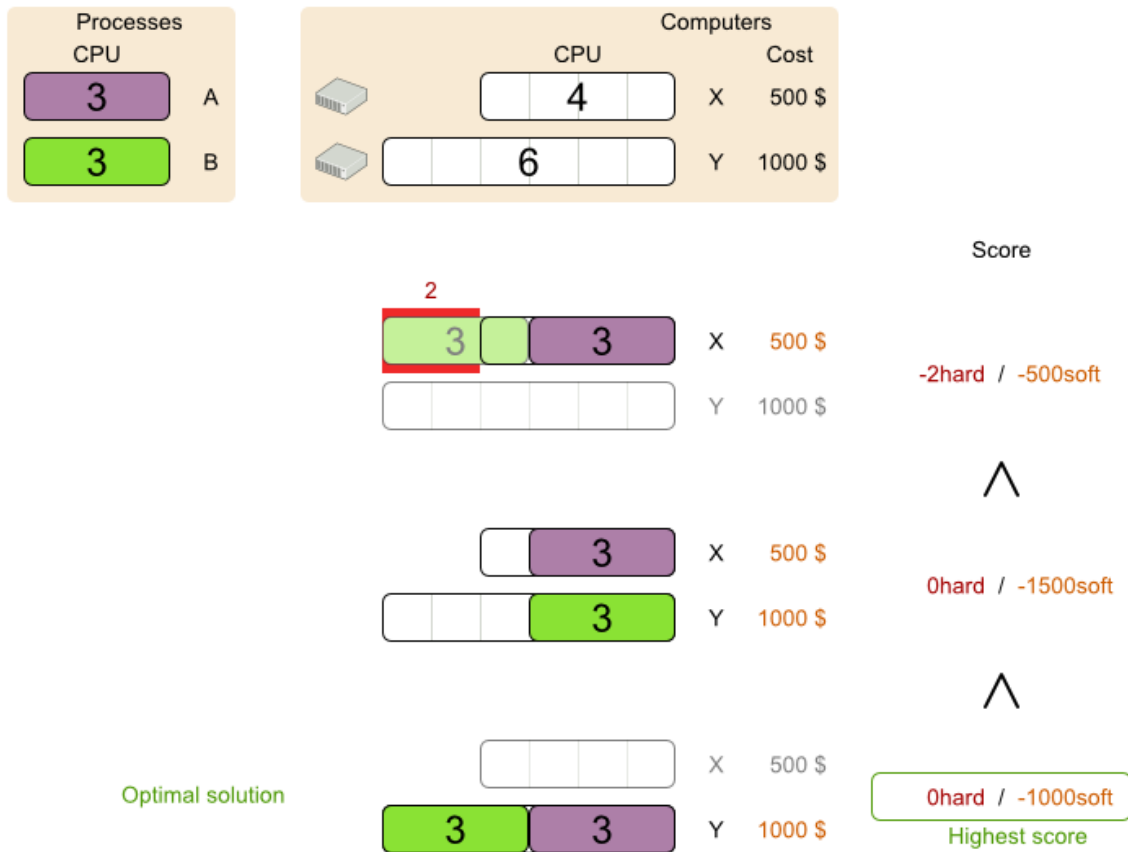 Processes
Computers
CPU
CPU Cost
3 A
4 X 500 $
3 B
6 Y 1000 $
Score
2
3 3 X 500 $
-2hard / -500soft
Y 1000 $
3 X 500 $
0hard / -1500soft
3 Y 1000 $
X 500 $
Optimal solution
0hard / -1000soft
3 3 Y 1000 $
Highest score